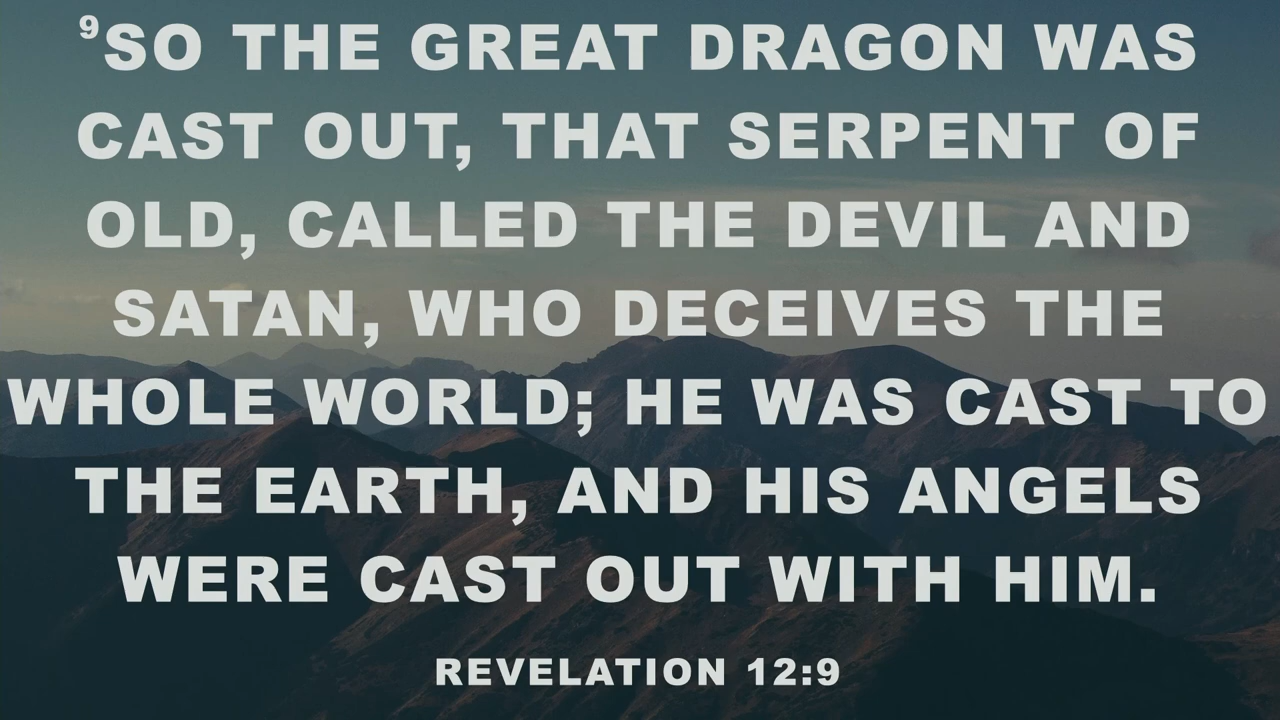 ⁹SO THE GREAT DRAGON WAS
CAST OUT, THAT SERPENT OF
OLD, CALLED THE DEVIL AND
SATAN, WHO DECEIVES THE
WHOLE WORLD; HE WAS CAST TO
THE EARTH, AND HIS ANGELS
WERE CAST OUT WITH HIM.
REVELATION 12:9